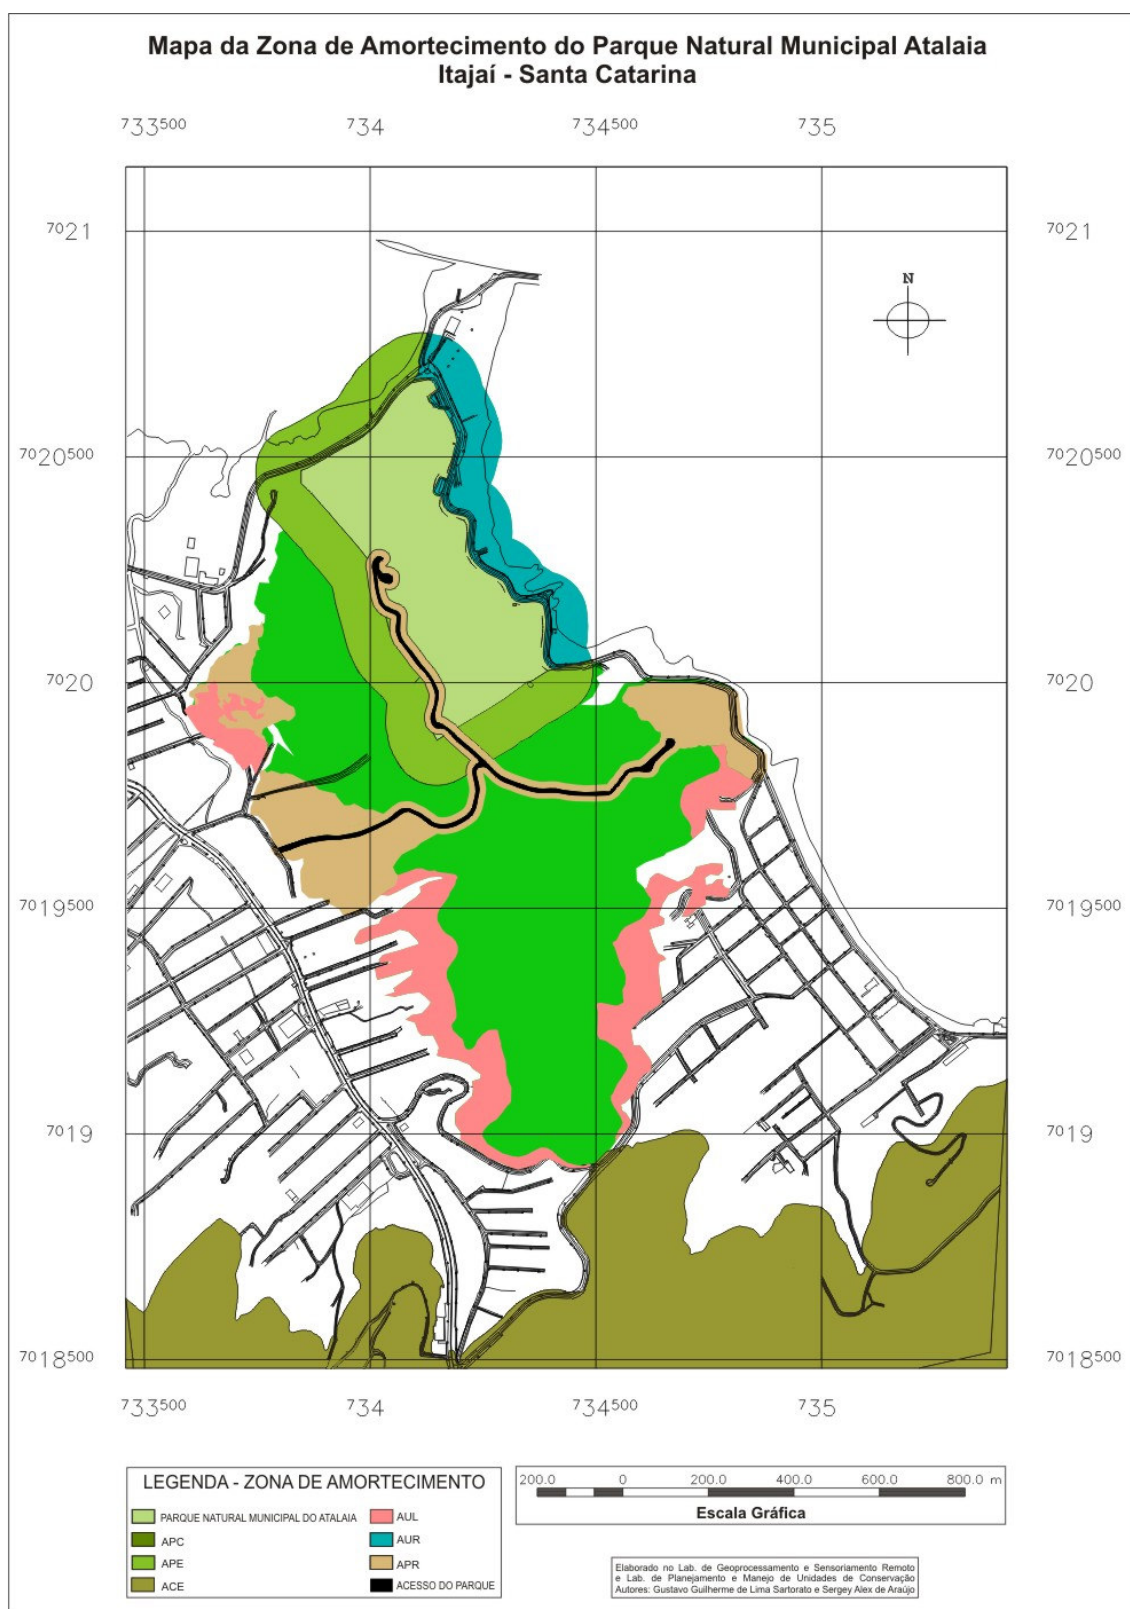 Mapa da Zona de Amortecimento do Parque Natural Municipal Atalaia
Itajaí - Santa Catarina
733500 734 734500 735
7021 7021
N
7020500 7020500
7020 7020
7019500 7019500
7019 7019
7018500 7018500
733500 734 734500 735
LEGENDA - ZONA DE AMORTECIMENTO
PARQUE NATURAL MUNICIPAL DO ATALAIA
APC
APE
ACE
AUL
AUR
APR
ACESSO DO PARQUE
200.0 0 200.0 400.0 600.0 800.0 m
Escala Gráfica
Elaborado no Lab. de Geoprocessamento e Sensoriamento Remoto
e Lab. de Planejamento e Manejo de Unidades de Conservação
Autores: Gustavo Guilherme de Lima Sartorato e Sergey Alex de Araújo